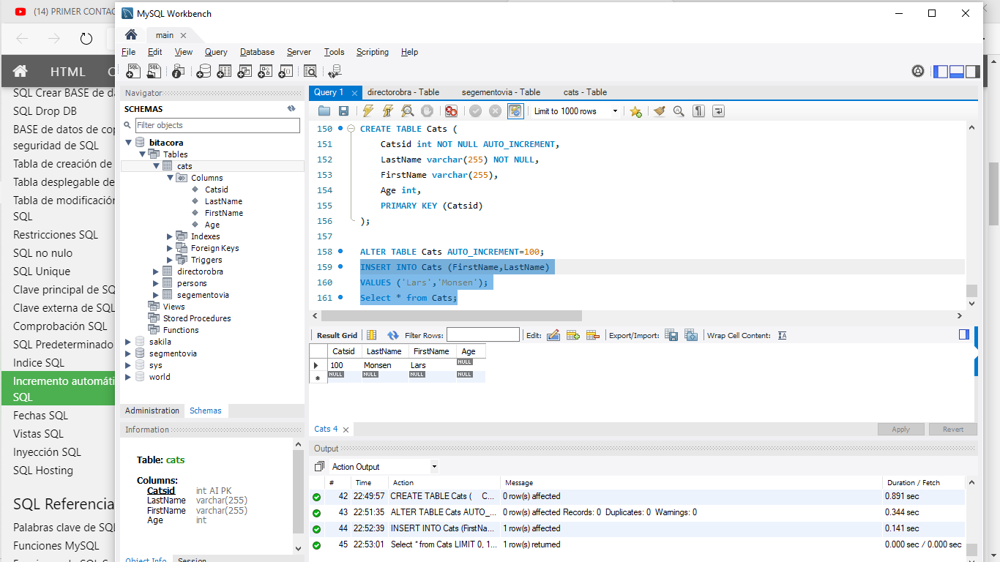 (14) PRIMER CONTAC
MySQL Workbench
main
File Edit View Query Database Server Tools Scripting Help
HTML
SQL Crear BASE de da
SQL Drop DB
BASE de datos de cop
seguridad de SQL
Tabla de creación de
Tabla desplegable de
Tabla de modificación
SQL
Restricciones SQL
SQL no nulo
SQL Unique
Clave principal de SQ
Clave externa de SQL
Comprobación SQL
SQL Predeterminado
Indice SQL
Incremento automáti
SQL
Fechas SQL
Vistas SQL
Inyección SQL
SQL Hosting
SQL Referencia
Palabras clave de SQL
Funciones MySQL
Navigator
SCHEMAS
Filter objects
bitacora
Tables
cats
Columns
Catsid
LastName
FirstName
Age
Indexes
Foreign Keys
Triggers
directorobra
persons
segementovia
Views
Stored Procedures
Functions
sakila
segmentovia
sys
world
Administration Schemas
Information
Table: cats
Columns:
Catsid int AI PK
LastName varchar(255)
FirstName varchar(255)
Age int
Object Info Session
Query 1 directorobra - Table segementovia - Table cats - Table
Limit to 1000 rows
150 CREATE TABLE Cats (
151 Catsid int NOT NULL AUTO_INCREMENT,
152 LastName varchar(255) NOT NULL,
153 FirstName varchar(255),
154 Age int,
155 PRIMARY KEY (Catsid)
156 );
157
158 ALTER TABLE Cats AUTO_INCREMENT=100;
159 INSERT INTO Cats (FirstName,LastName)
160 VALUES ('Lars','Monsen');
161 Select * from Cats;
Result Grid Filter Rows: Edit: Export/Import: Wrap Cell Content:
Catsid LastName FirstName Age
100 Monsen Lars NULL
NULL NULL NULL NULL
Cats 4
Apply Revert
Output
Action Output
# Time Action Message Duration / Fetch
42 22:49:57 CREATE TABLE Cats ( C... 0 row(s) affected 0.891 sec
43 22:51:35 ALTER TABLE Cats AUTO_... 0 row(s) affected Records: 0 Duplicates: 0 Warnings: 0 0.344 sec
44 22:52:39 INSERT INTO Cats (FirstNa... 1 row(s) affected 0.141 sec
45 22:53:01 Select * from Cats LIMIT 0, 1... 1 row(s) returned 0.000 sec / 0.000 sec